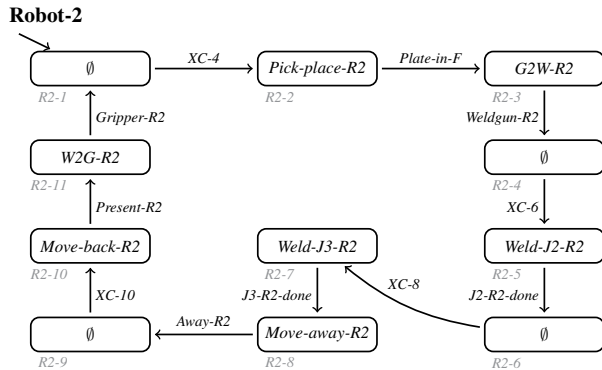 Robot-2
∅ XC-4 Pick-place-R2 Plate-in-F G2W-R2
R2-1 R2-2 R2-3
Gripper-R2 Weldgun-R2
W2G-R2 ∅
R2-11 R2-4
Present-R2 XC-6
Move-back-R2 Weld-J3-R2 Weld-J2-R2
R2-10 R2-7 R2-5
XC-10 J3-R2-done XC-8 J2-R2-done
∅ Away-R2 Move-away-R2 ∅
R2-9 R2-8 R2-6